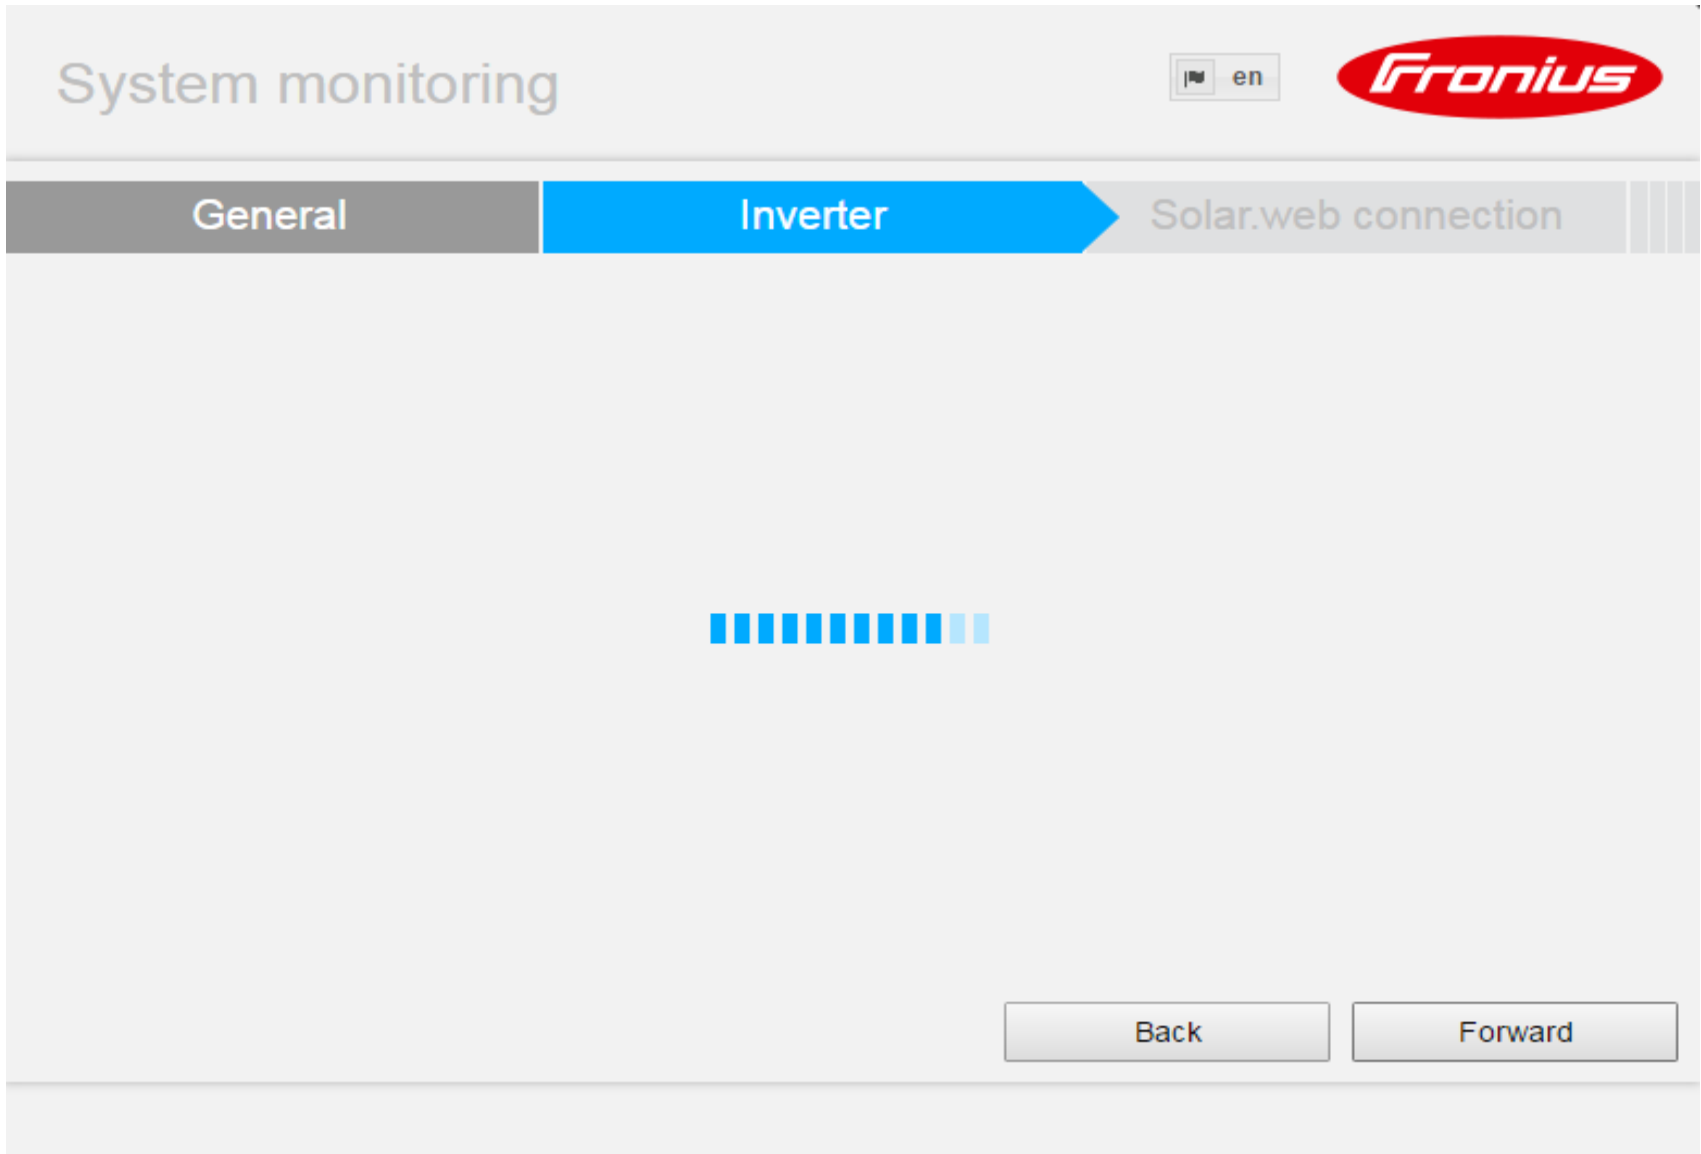 System monitoring
en
Fronius
General
Inverter
Solar.web connection
Back
Forward